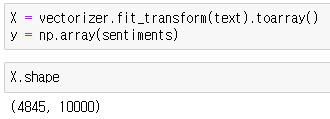 X = vectorizer.fit_transform(text).toarray()
y = np.array(sentiments)
X.shape
(4845, 10000)